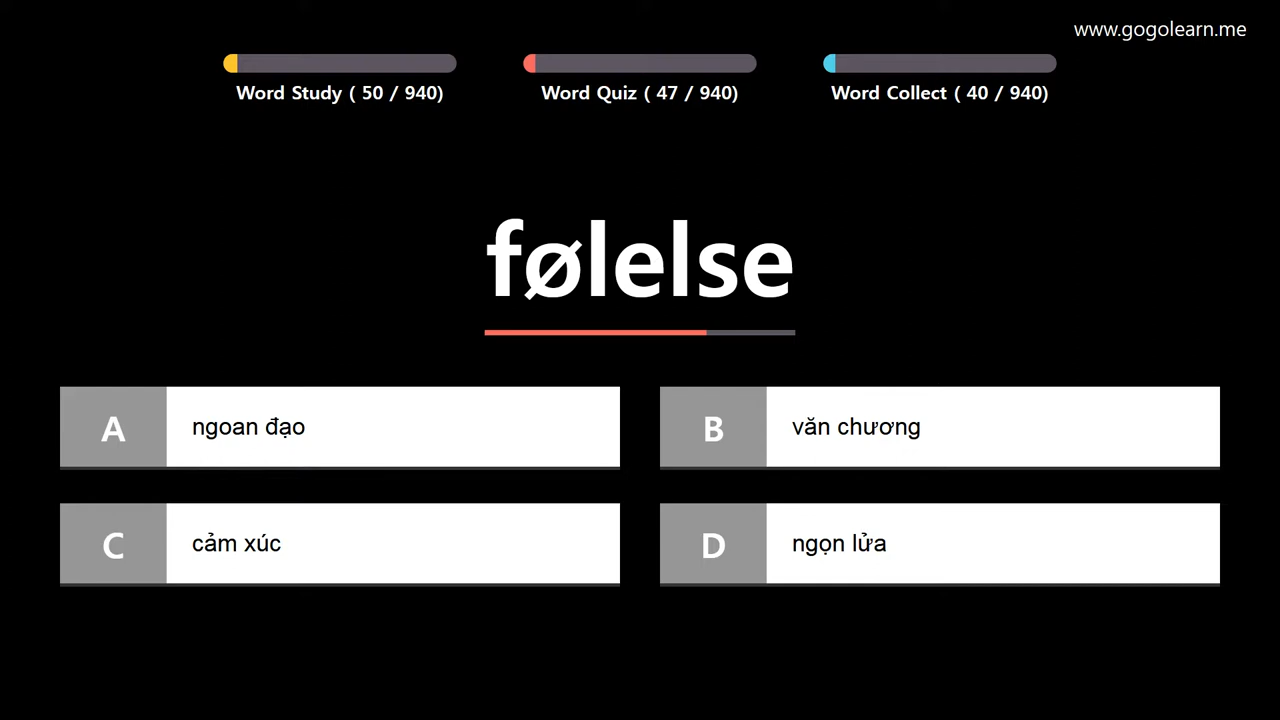 www.gogolearn.me
Word Study ( 50 / 940)
Word Quiz ( 47 / 940)
Word Collect ( 40 / 940)
følelse
A
ngoan đạo
B
văn chương
C
cảm xúc
D
ngọn lửa